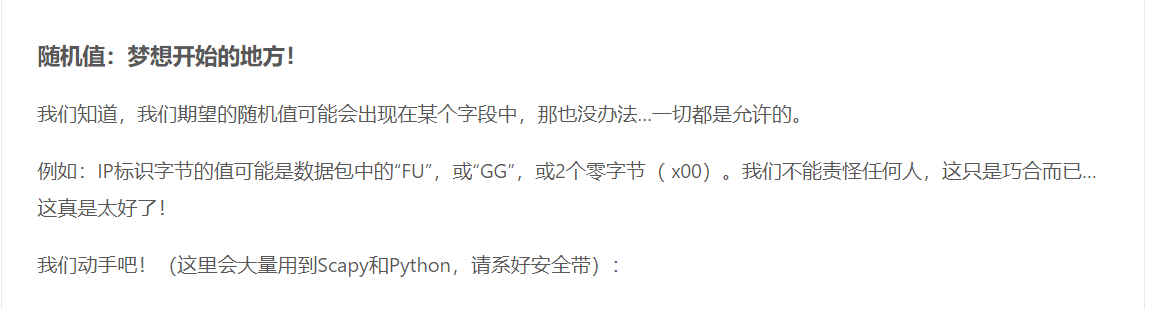 随机值：梦想开始的地方！
我们知道，我们期望的随机值可能会出现在某个字段中，那也没办法…一切都是允许的。
例如：IP标识字节的值可能是数据包中的“FU”，或“GG”，或2个零字节（ x00）。我们不能责怪任何人，这只是巧合而已…
这真是太好了！
我们动手吧！（这里会大量用到Scapy和Python，请系好安全带）：